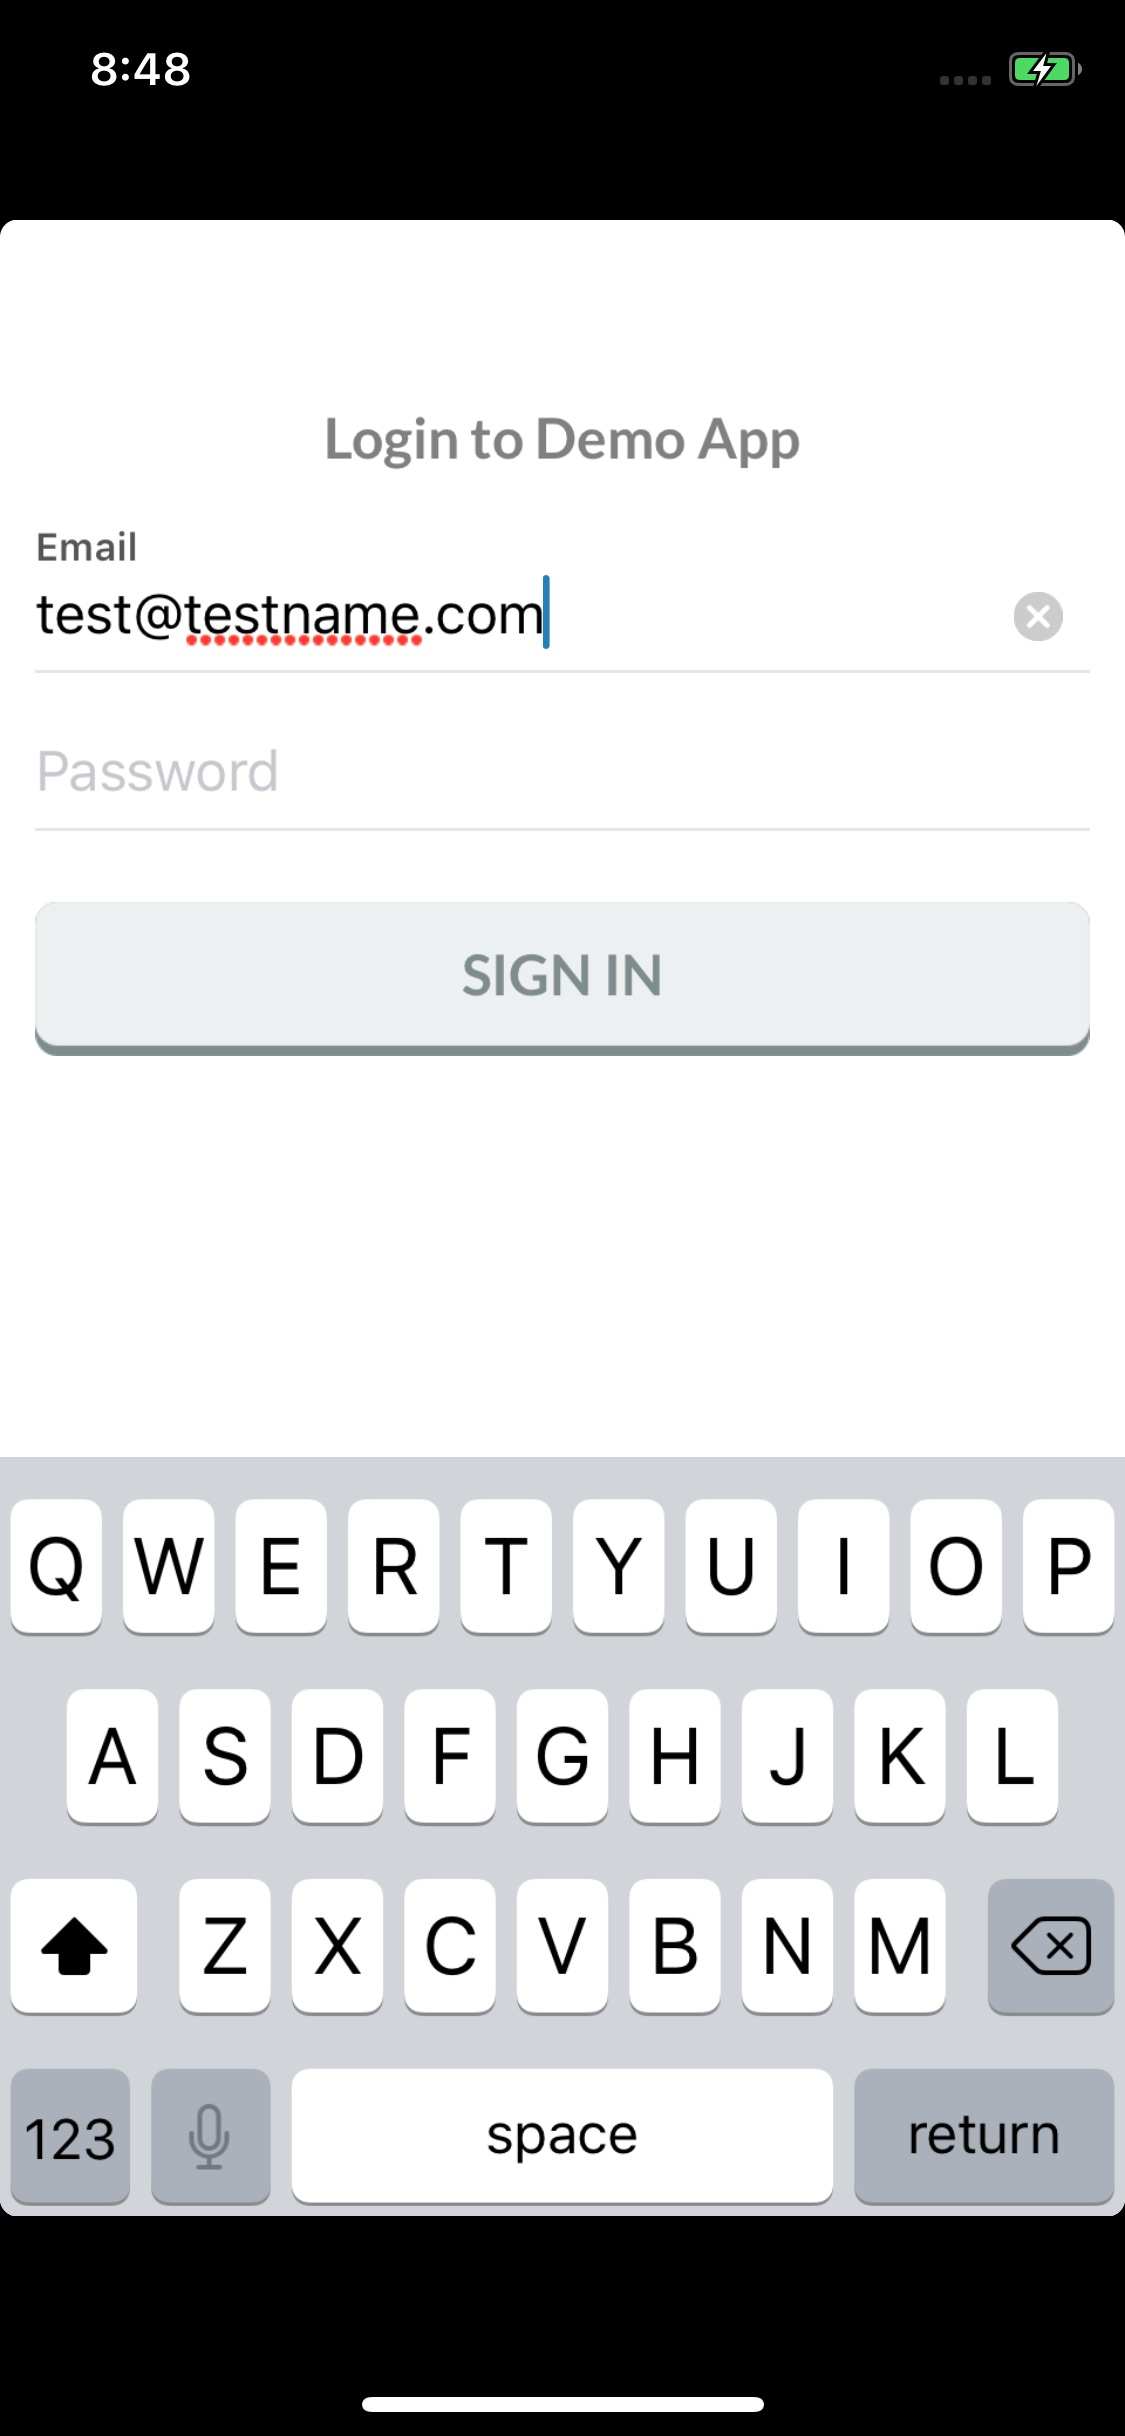 8:48
Login to Demo App
Email
test@testname.com
Password
SIGN IN
Q W E R T Y U I O P
A S D F G H J K L
Z X C V B N M
123 space return